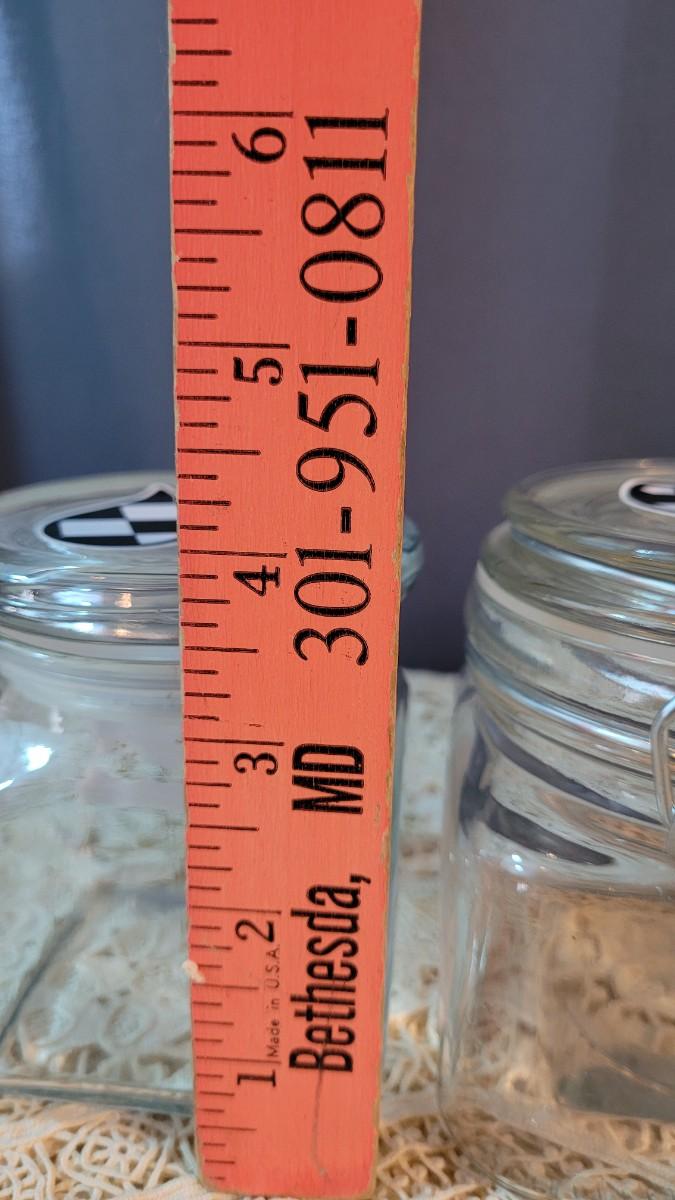 Bethesda, MD 301-951-0811
Made in U.S.A.
1 2 3 4 5 6